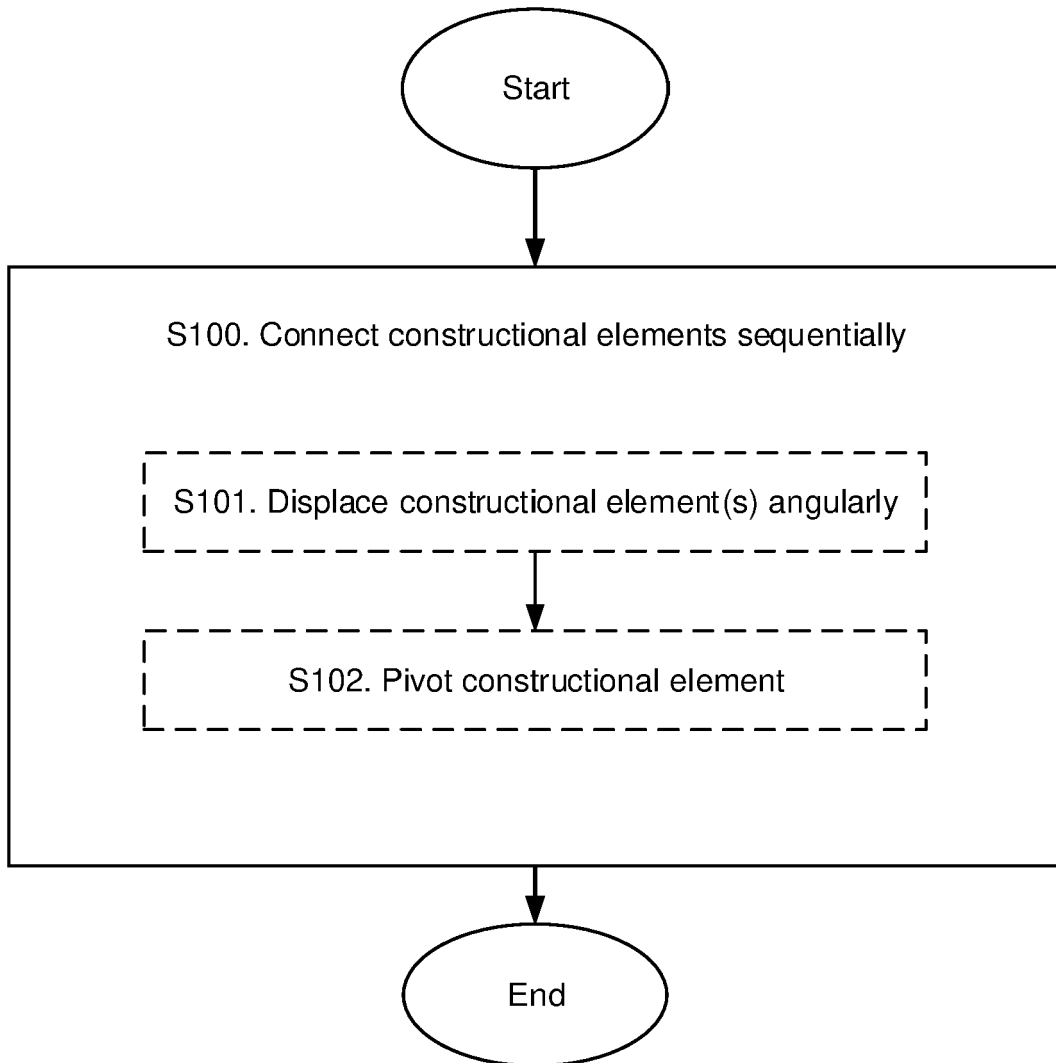 Start
S100. Connect constructional elements sequentially
S101. Displace constructional element(s) angularly
S102. Pivot constructional element
End